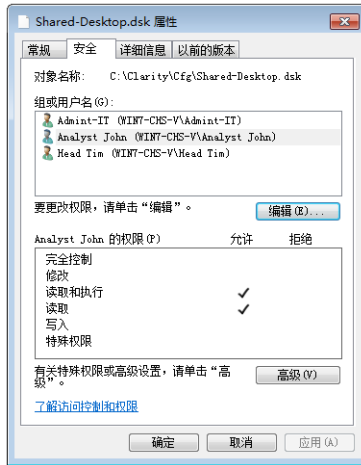 Shared-Desktop.dsk 属性
常规 安全 详细信息 以前的版本
对象名称: C:\Clarity\Cfg\Shared-Desktop.dsk
组或用户名(G):
Admint-IT (WIN7-CHS-V\Admint-IT)
Analyst John (WIN7-CHS-V\Analyst John)
Head Tim (WIN7-CHS-V\Head Tim)
要更改权限，请单击“编辑”。 编辑(E)...
Analyst John 的权限(P) 允许 拒绝
完全控制
修改
读取和执行 ✓
读取 ✓
写入
特殊权限
有关特殊权限或高级设置，请单击“高
级”。 高级(V)
了解访问控制和权限
确定 取消 应用(A)